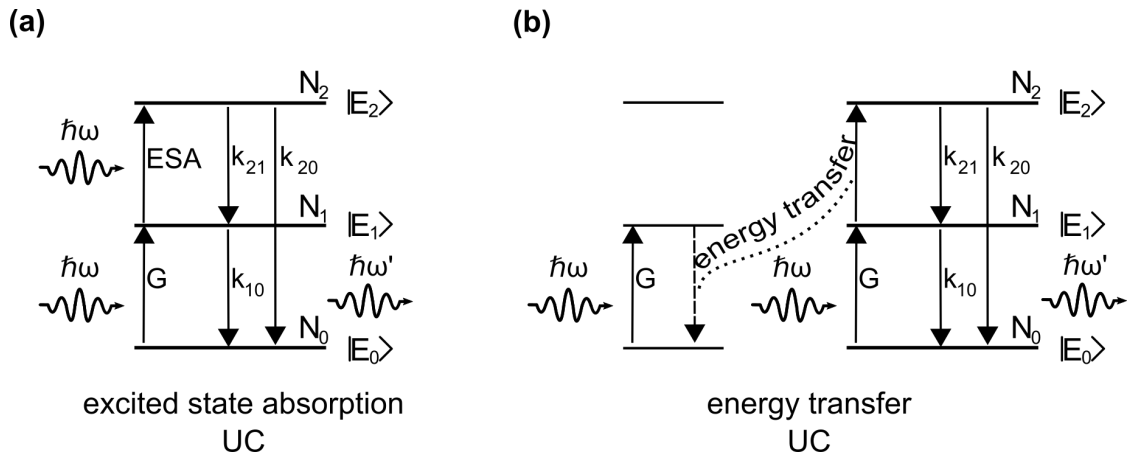 (a)
N₂
|E₂⟩
ħω
ESA
k₂₁
k₂₀
N₁
|E₁⟩
ħω
G
k₁₀
ħω'
N₀
|E₀⟩
excited state absorption
UC
(b)
N₂
|E₂⟩
energy transfer
k₂₁
k₂₀
N₁
|E₁⟩
ħω
G
ħω
G
k₁₀
ħω'
N₀
|E₀⟩
energy transfer
UC